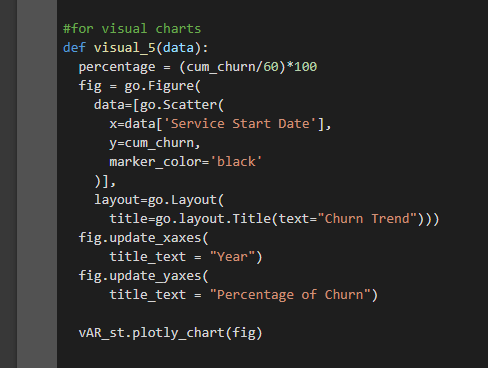 #for visual charts
def visual_5(data):
  percentage = (cum_churn/60)*100
  fig = go.Figure(
    data=[go.Scatter(
      x=data['Service Start Date'],
      y=cum_churn,
      marker_color='black'
    )],
    layout=go.Layout(
      title=go.layout.Title(text="Churn Trend")))
  fig.update_xaxes(
      title_text = "Year")
  fig.update_yaxes(
      title_text = "Percentage of Churn")
  vAR_st.plotly_chart(fig)